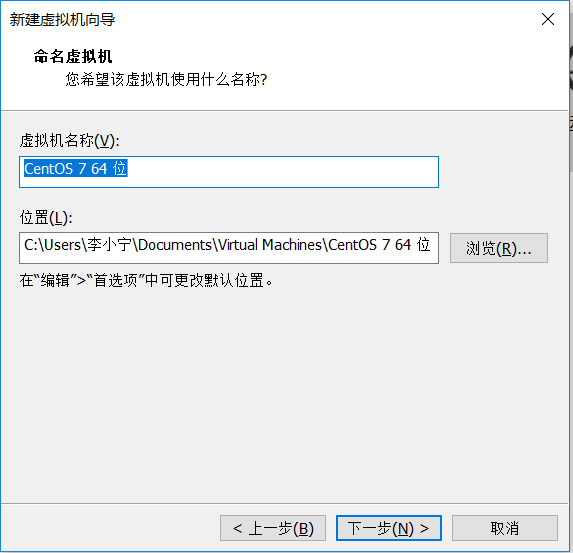 新建虚拟机向导
命名虚拟机
您希望该虚拟机使用什么名称?
虚拟机名称(V):
CentOS 7 64 位
位置(L):
C:\Users\李小宁\Documents\Virtual Machines\CentOS 7 64 位
浏览(R)...
在“编辑”>“首选项”中可更改默认位置。
< 上一步(B)
下一步(N) >
取消